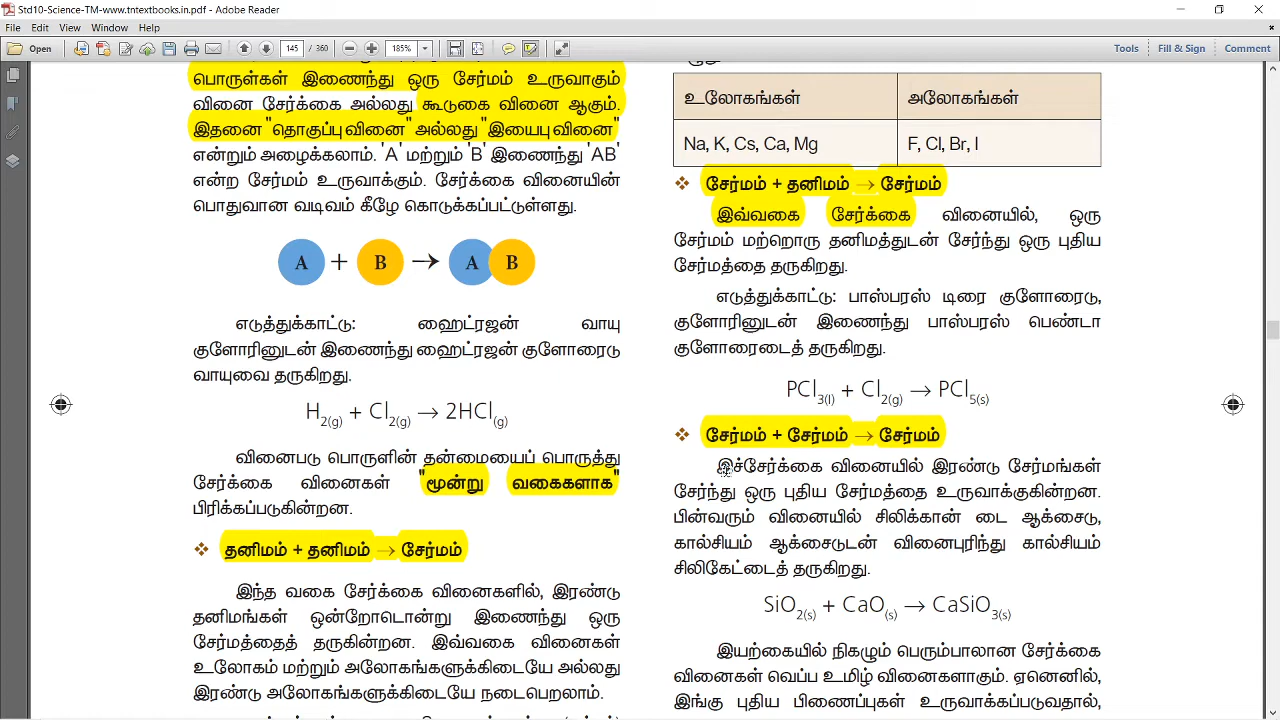 Std10-Science-TM-www.tntextbooks.in.pdf - Adobe Reader
File Edit View Window Help
Open 145 / 360 185% Tools Fill & Sign Comment
பொருள்கள் இணைந்து ஒரு சேர்மம் உருவாகும்
வினை சேர்க்கை அல்லது கூடுகை வினை ஆகும்.
இதனை "தொகுப்பு வினை" அல்லது "இயைபு வினை"
என்றும் அழைக்கலாம். 'A' மற்றும் 'B' இணைந்து 'AB'
என்ற சேர்மம் உருவாக்கும். சேர்க்கை வினையின்
பொதுவான வடிவம் கீழே கொடுக்கப்பட்டுள்ளது.
A + B → A B
எடுத்துக்காட்டு: ஹைட்ரஜன் வாயு
குளோரினுடன் இணைந்து ஹைட்ரஜன் குளோரைடு
வாயுவை தருகிறது.
H2(g) + Cl2(g) → 2HCl(g)
வினைபடு பொருளின் தன்மையைப் பொருத்து
சேர்க்கை வினைகள் "மூன்று வகைகளாக"
பிரிக்கப்படுகின்றன.
❖ தனிமம் + தனிமம் → சேர்மம்
இந்த வகை சேர்க்கை வினைகளில், இரண்டு
தனிமங்கள் ஒன்றோடொன்று இணைந்து ஒரு
சேர்மத்தைத் தருகின்றன. இவ்வகை வினைகள்
உலோகம் மற்றும் அலோகங்களுக்கிடையே அல்லது
இரண்டு அலோகங்களுக்கிடையே நடைபெறலாம்.
உலோகங்கள் அலோகங்கள்
Na, K, Cs, Ca, Mg F, Cl, Br, I
❖ சேர்மம் + தனிமம் → சேர்மம்
இவ்வகை சேர்க்கை வினையில், ஒரு
சேர்மம் மற்றொரு தனிமத்துடன் சேர்ந்து ஒரு புதிய
சேர்மத்தை தருகிறது.
எடுத்துக்காட்டு: பாஸ்பரஸ் டிரை குளோரைடு,
குளோரினுடன் இணைந்து பாஸ்பரஸ் பெண்டா
குளோரைடைத் தருகிறது.
PCl3(l) + Cl2(g) → PCl5(s)
❖ சேர்மம் + சேர்மம் → சேர்மம்
இச்சேர்க்கை வினையில் இரண்டு சேர்மங்கள்
சேர்ந்து ஒரு புதிய சேர்மத்தை உருவாக்குகின்றன.
பின்வரும் வினையில் சிலிக்கான் டை ஆக்சைடு,
கால்சியம் ஆக்சைடுடன் வினைபுரிந்து கால்சியம்
சிலிகேட்டைத் தருகிறது.
SiO2(s) + CaO(s) → CaSiO3(s)
இயற்கையில் நிகழும் பெரும்பாலான சேர்க்கை
வினைகள் வெப்ப உமிழ் வினைகளாகும். ஏனெனில்,
இங்கு புதிய பிணைப்புகள் உருவாக்கப்படுவதால்,